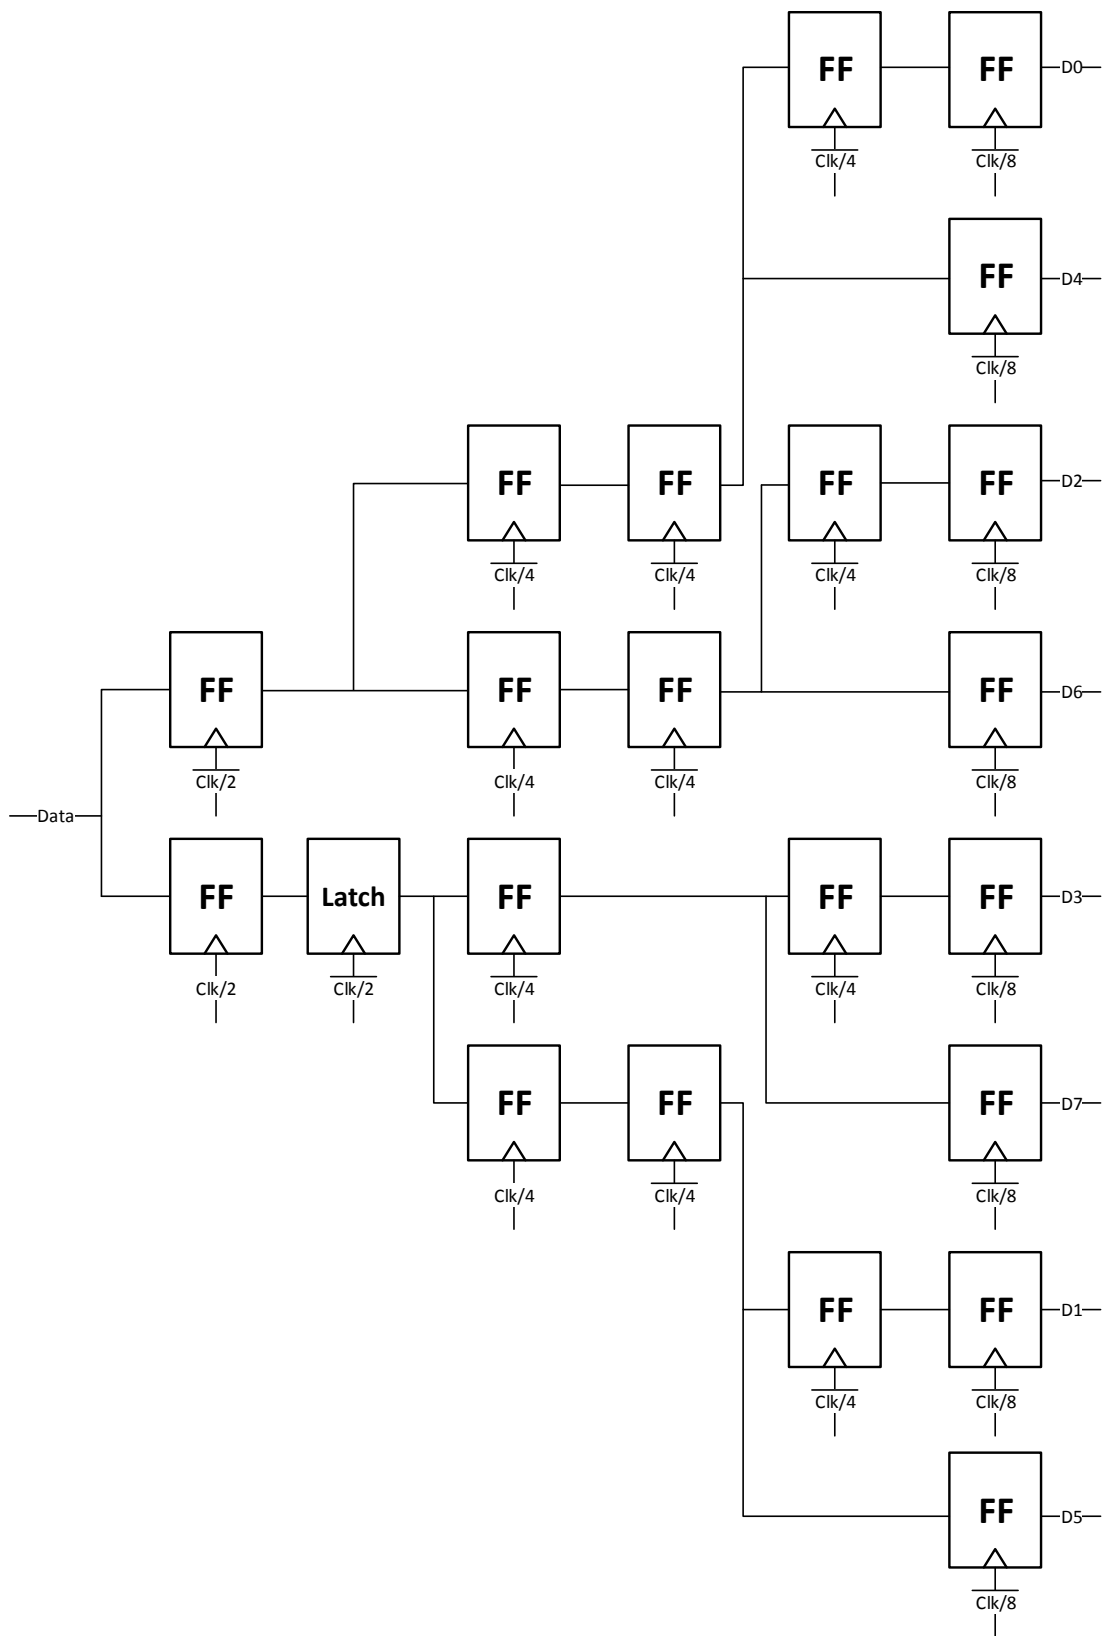 FF FF D0
Clk/4 Clk/8
FF D4
Clk/8
FF FF FF FF D2
Clk/4 Clk/4 Clk/4 Clk/8
FF FF FF FF D6
Clk/2 Clk/4 Clk/4 Clk/8
Data
FF Latch FF FF FF D3
Clk/2 Clk/2 Clk/4 Clk/4 Clk/8
FF FF FF D7
Clk/4 Clk/4 Clk/8
FF FF D1
Clk/4 Clk/8
FF D5
Clk/8